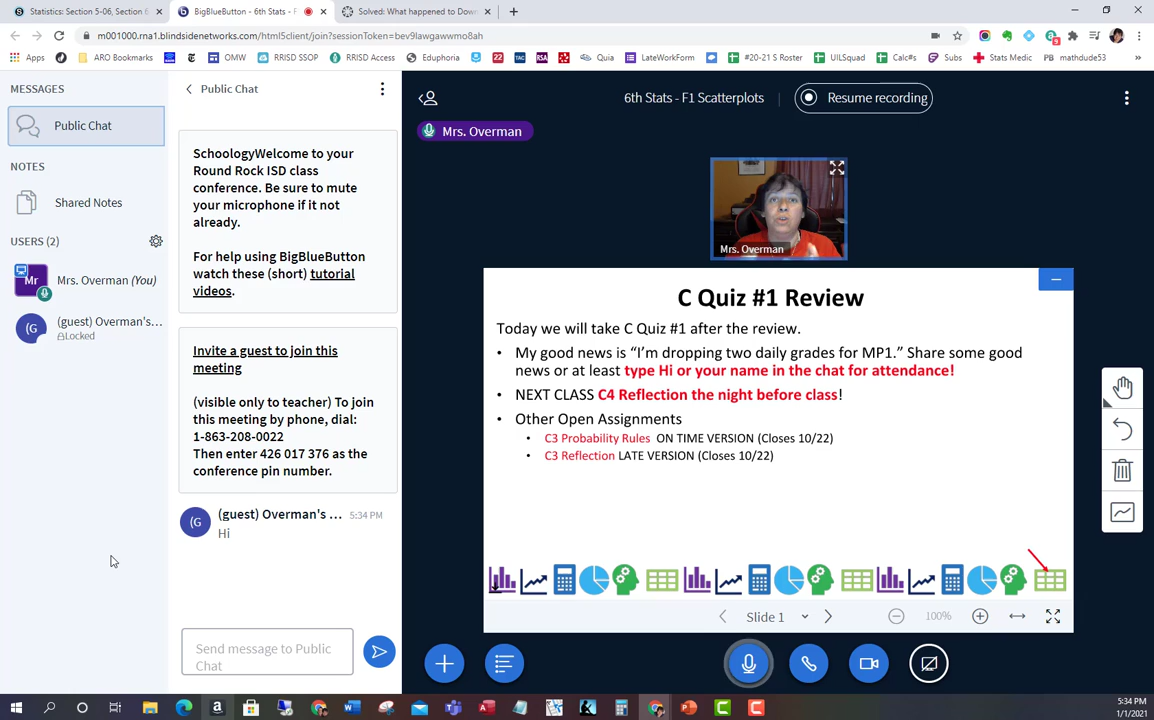 Statistics: Section 5-06, Section 6
BigBlueButton - 6th Stats - F
Solved: What happened to Dow
m001000.rna1.blindsidenetworks.com/html5client/join?sessionToken=bev9lawgawwmo8ah
Apps
ARO Bookmarks
OMW
RRISD SSOP
RRISD Access
Eduphoria
Quia
LateWorkForm
#20-21 S Roster
UILSquad
Calc#s
Subs
Stats Medic
mathdude53
MESSAGES
Public Chat
NOTES
Shared Notes
USERS (2)
Mr
Mrs. Overman (You)
(G
(guest) Overman's...
Locked
Public Chat
SchoologyWelcome to your
Round Rock ISD class
conference. Be sure to mute
your microphone if it not
already.
For help using BigBlueButton
watch these (short) tutorial
videos.
Invite a guest to join this
meeting
(visible only to teacher) To join
this meeting by phone, dial:
1-863-208-0022
Then enter 426 017 376 as the
conference pin number.
(G
(guest) Overman's ... 5:34 PM
Hi
Send message to Public
Chat
6th Stats - F1 Scatterplots
Resume recording
Mrs. Overman
Mrs. Overman
C Quiz #1 Review
Today we will take C Quiz #1 after the review.
• My good news is “I’m dropping two daily grades for MP1.” Share some good
news or at least type Hi or your name in the chat for attendance!
• NEXT CLASS C4 Reflection the night before class!
• Other Open Assignments
• C3 Probability Rules ON TIME VERSION (Closes 10/22)
• C3 Reflection LATE VERSION (Closes 10/22)
Slide 1
100%
5:34 PM
1/1/2021